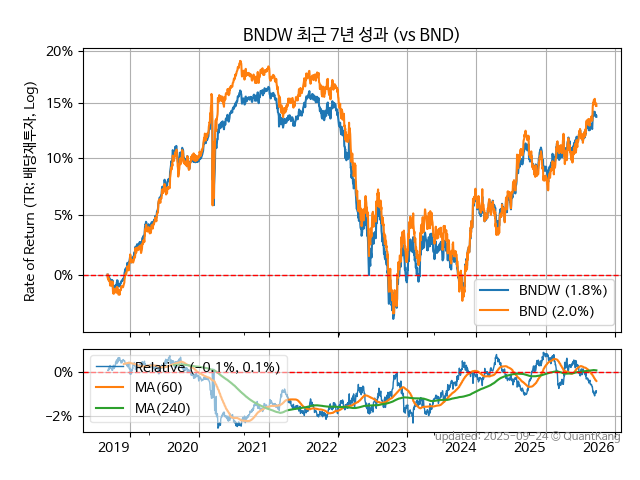 BNDW 최근 7년 성과 (vs BND)
Rate of Return (TR: 배당재투자, Log)
20%
15%
10%
5%
0%
BNDW (1.8%)
BND (2.0%)
0%
−2%
Relative (−0.1%, 0.1%)
MA(60)
MA(240)
2019 2020 2021 2022 2023 2024 2025 2026
updated: 2025-09-24 © QuantKang